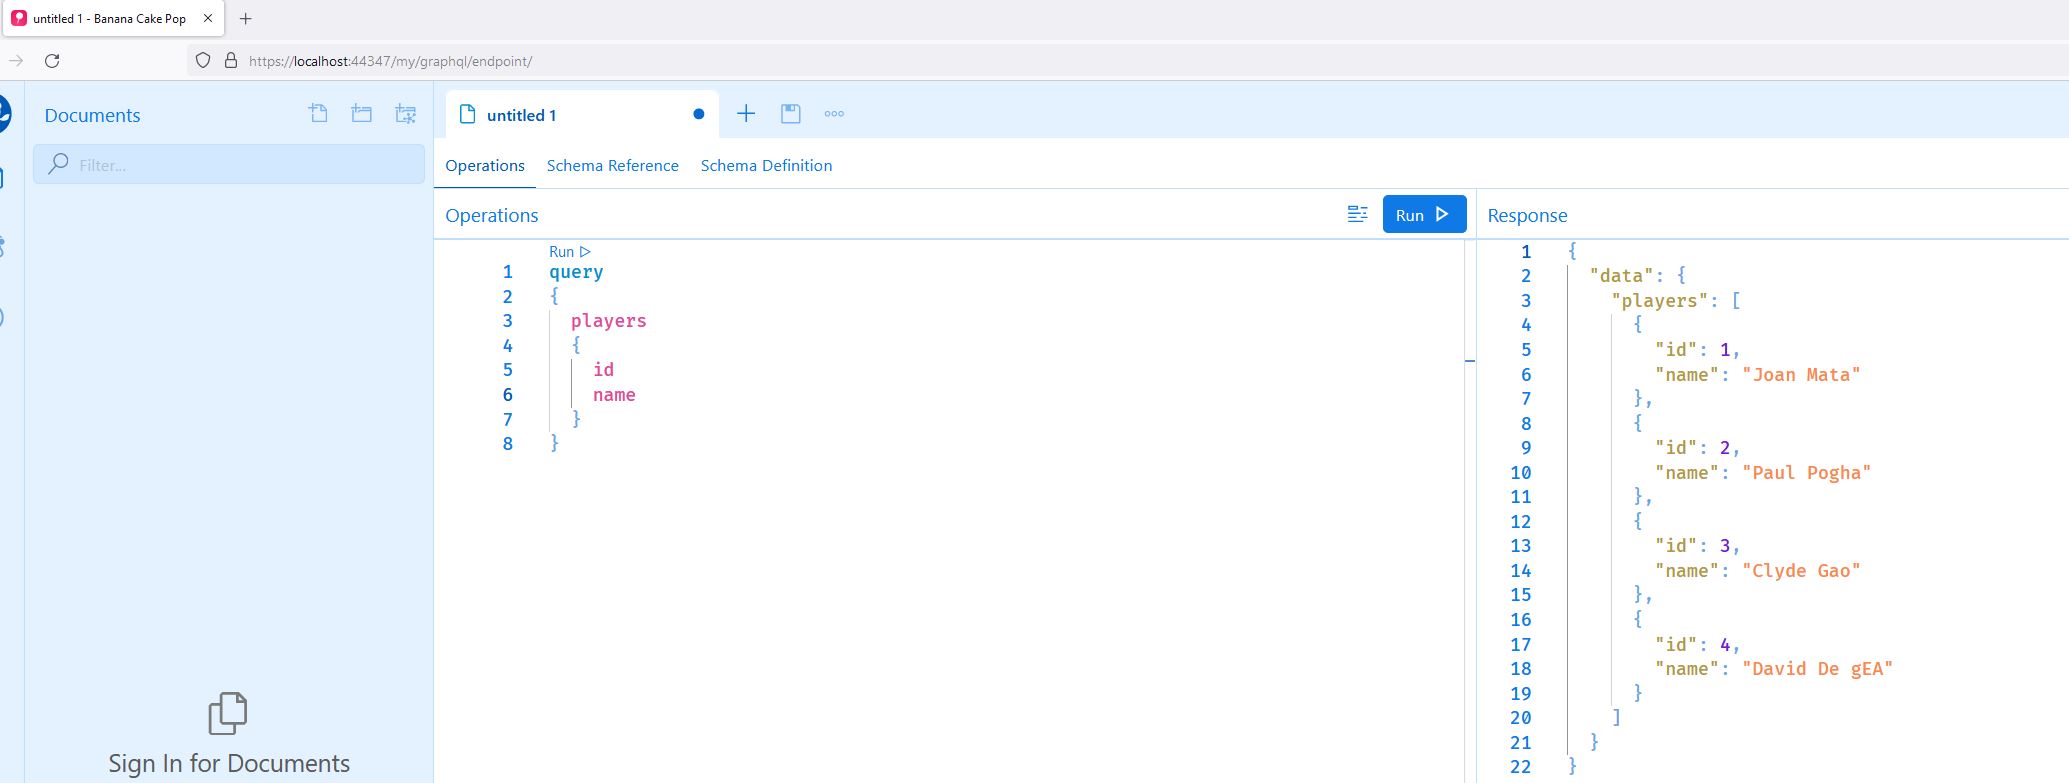 untitled 1 - Banana Cake Pop
https://localhost:44347/my/graphql/endpoint/
Documents
Filter...
Sign In for Documents
untitled 1
Operations Schema Reference Schema Definition
Operations
Run
Run
1 query
2 {
3 players
4 {
5 id
6 name
7 }
8 }
Response
1 {
2 "data": {
3 "players": [
4 {
5 "id": 1,
6 "name": "Joan Mata"
7 },
8 {
9 "id": 2,
10 "name": "Paul Pogha"
11 },
12 {
13 "id": 3,
14 "name": "Clyde Gao"
15 },
16 {
17 "id": 4,
18 "name": "David De gEA"
19 }
20 ]
21 }
22 }